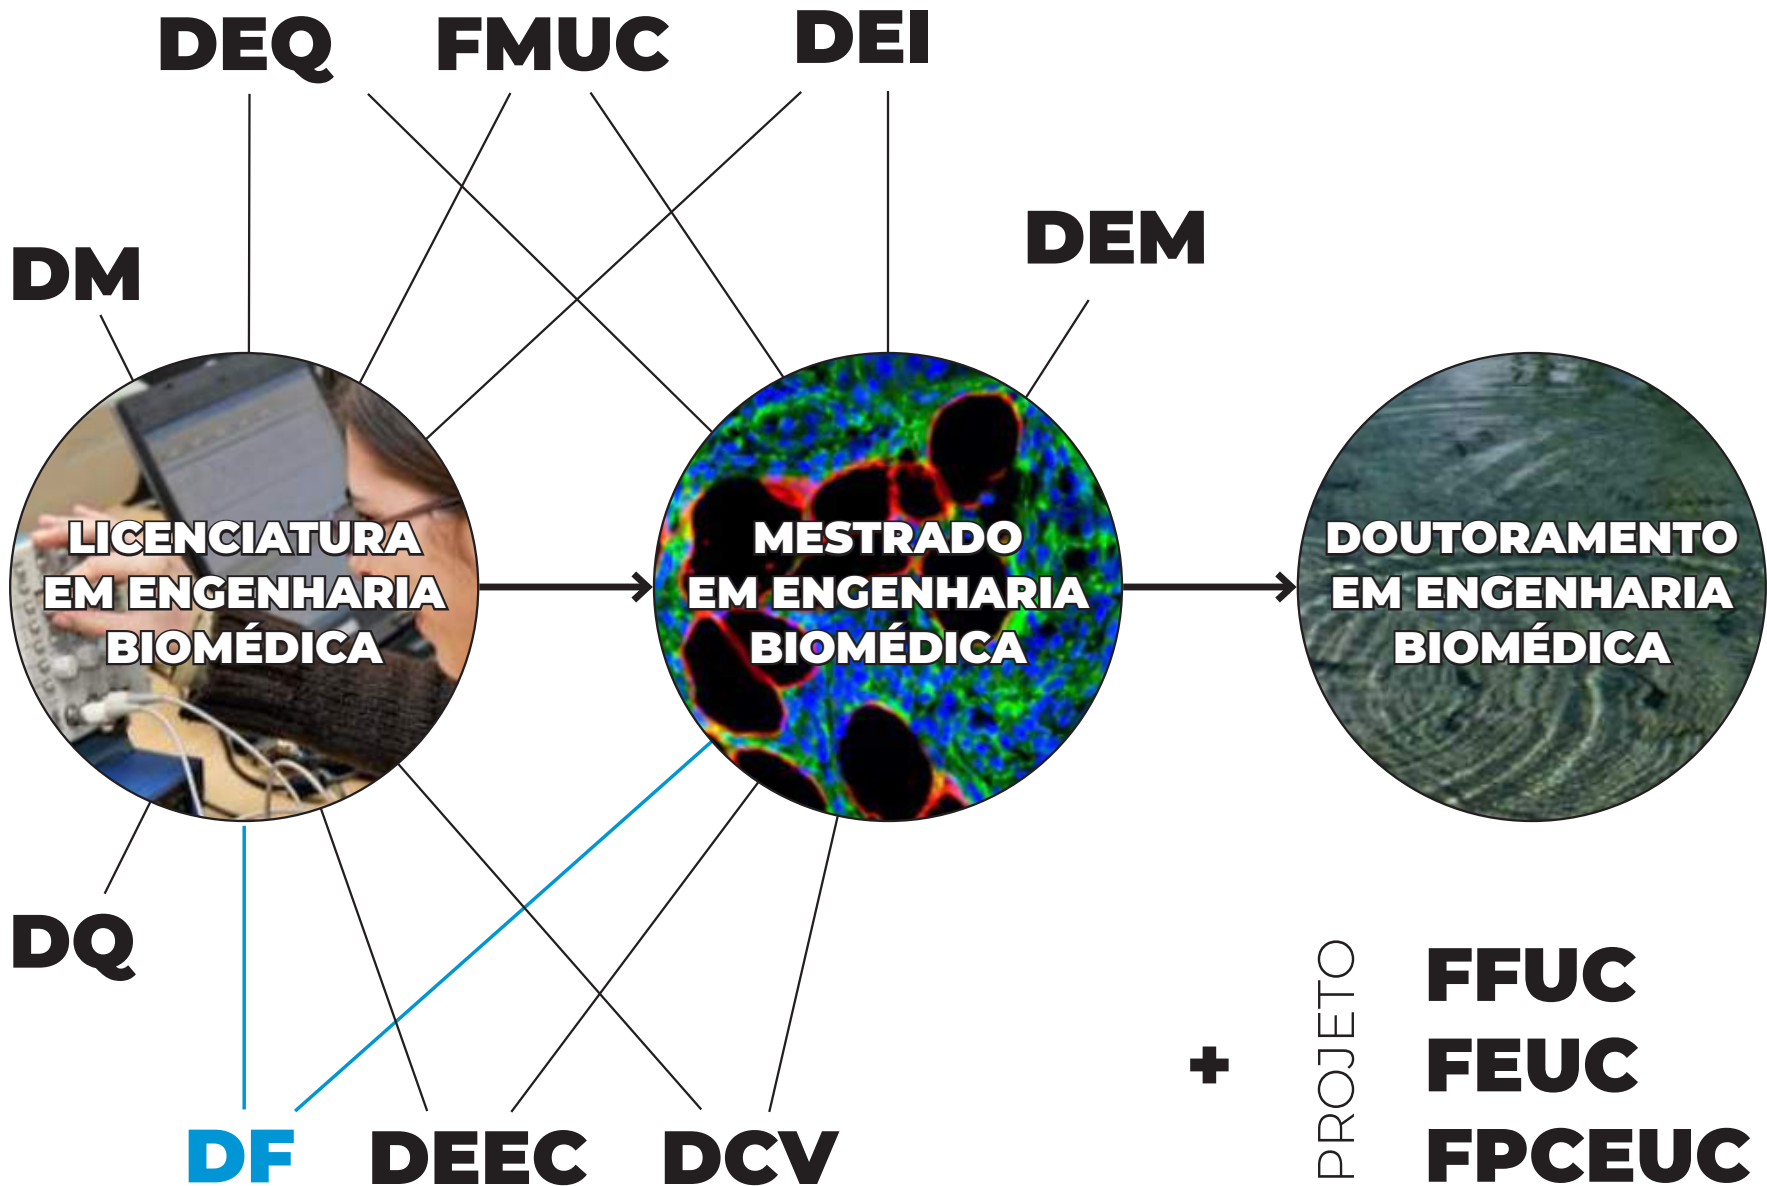 DEQ
FMUC
DEI
DEM
DM
LICENCIATURA
EM ENGENHARIA
BIOMÉDICA
MESTRADO
EM ENGENHARIA
BIOMÉDICA
DOUTORAMENTO
EM ENGENHARIA
BIOMÉDICA
DQ
DF
DEEC
DCV
+
PROJETO
FFUC
FEUC
FPCEUC